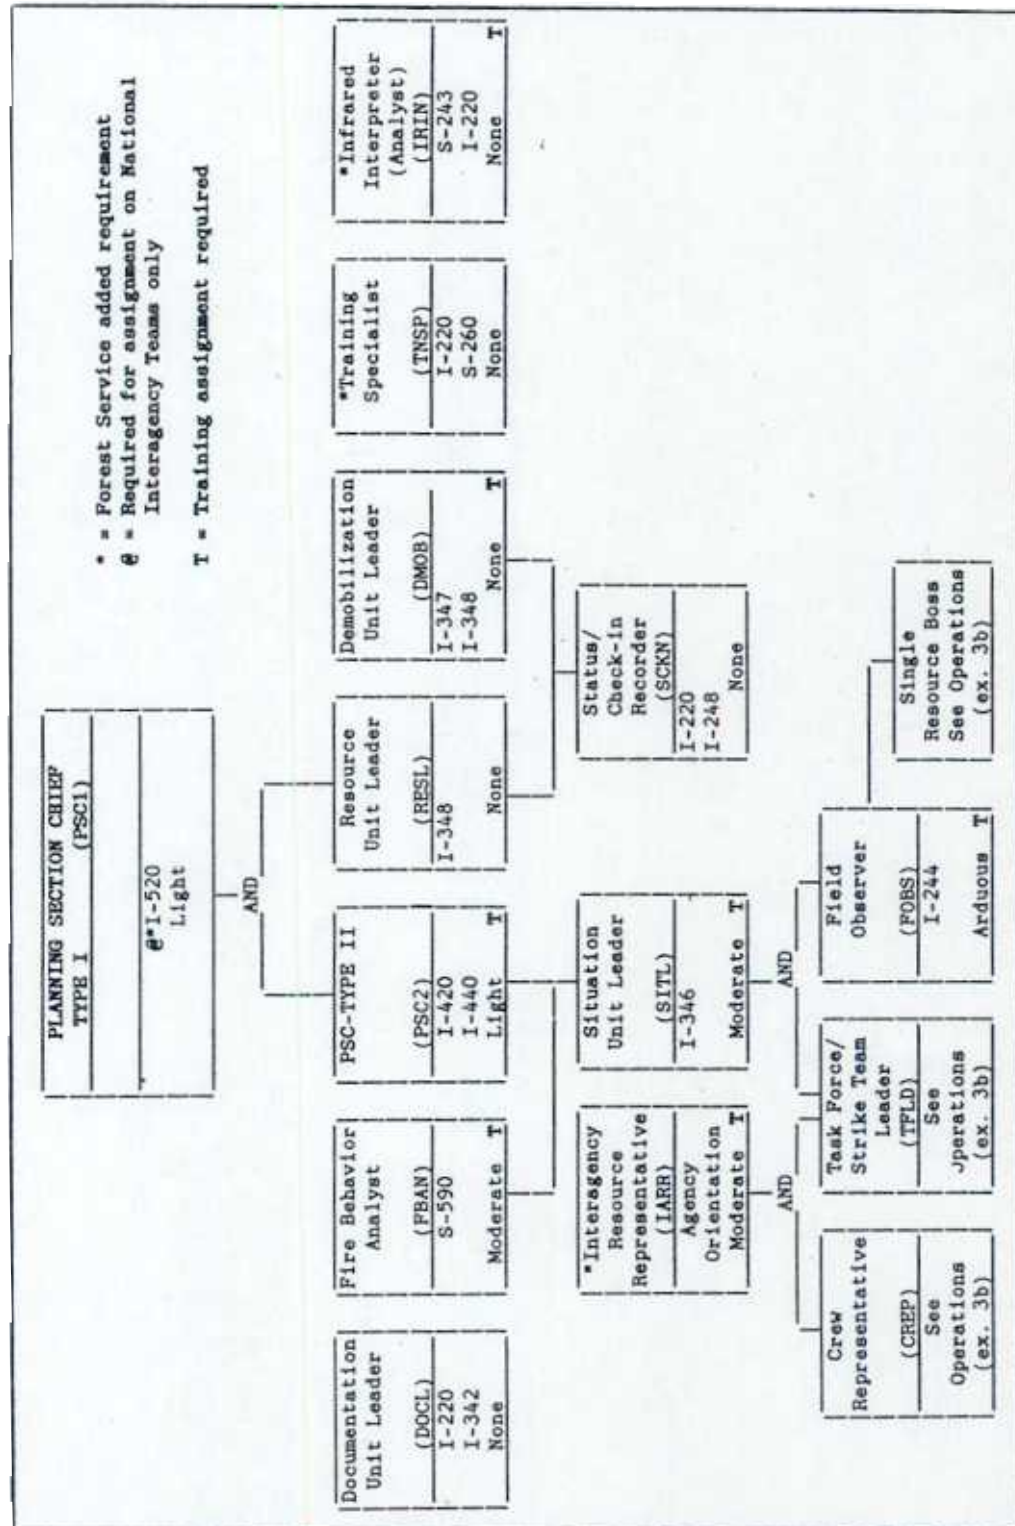 PLANNING SECTION CHIEF
TYPE I (PSC1)
@*I-520
Light
* = Forest Service added requirement
@ = Required for assignment on National
Interagency Teams only
T = Training assignment required
AND
Documentation
Unit Leader
(DOCL)
I-220
I-342
None
Fire Behavior
Analyst
(FBAN)
S-590
Moderate T
PSC-TYPE II
(PSC2)
I-420
I-440
Light T
Resource
Unit Leader
(RESL)
I-348
None
Demobilization
Unit Leader
(DMOB)
I-347
I-348
None T
*Training
Specialist
(TNSP)
I-220
S-260
None
*Infrared
Interpreter
(Analyst)
(IRIN)
S-243
I-220
None T
*Interagency
Resource
Representative
(IARR)
Agency
Orientation
Moderate T
Situation
Unit Leader
(SITL)
I-346
Moderate T
Status/
Check-in
Recorder
(SCKN)
I-220
I-248
None
AND
AND
Crew
Representative
(CREP)
See
Operations
(ex. 3b)
Task Force/
Strike Team
Leader
(TFLD)
See
Jperations
(ex. 3b)
Field
Observer
(FOBS)
I-244
Arduous T
Single
Resource Boss
See Operations
(ex. 3b)